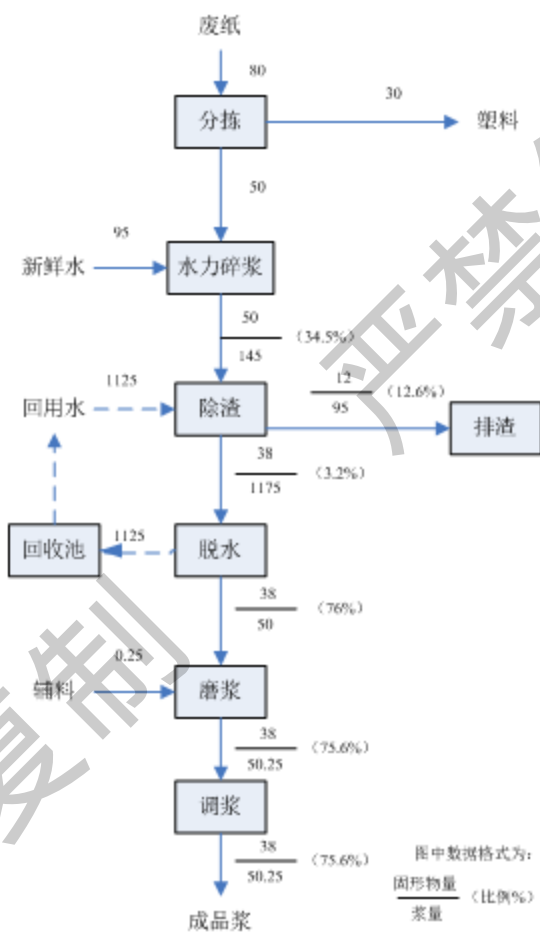 废纸
80
分拣
30
塑料
50
95
新鲜水
水力碎浆
50
145
(34.5%)
1125
回用水
除渣
12
95
(12.6%)
排渣
38
1175
(3.2%)
回收池
1125
脱水
38
50
(76%)
0.25
辅料
磨浆
38
50.25
(75.6%)
调浆
38
50.25
(75.6%)
成品浆
图中数据格式为:
固形物量
浆量
(比例%)
严禁
复制